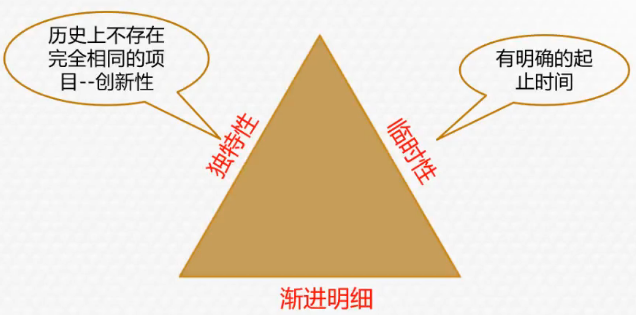 历史上不存在
完全相同的项
目--创新性
有明确的起
止时间
独特性
临时性
渐进明细